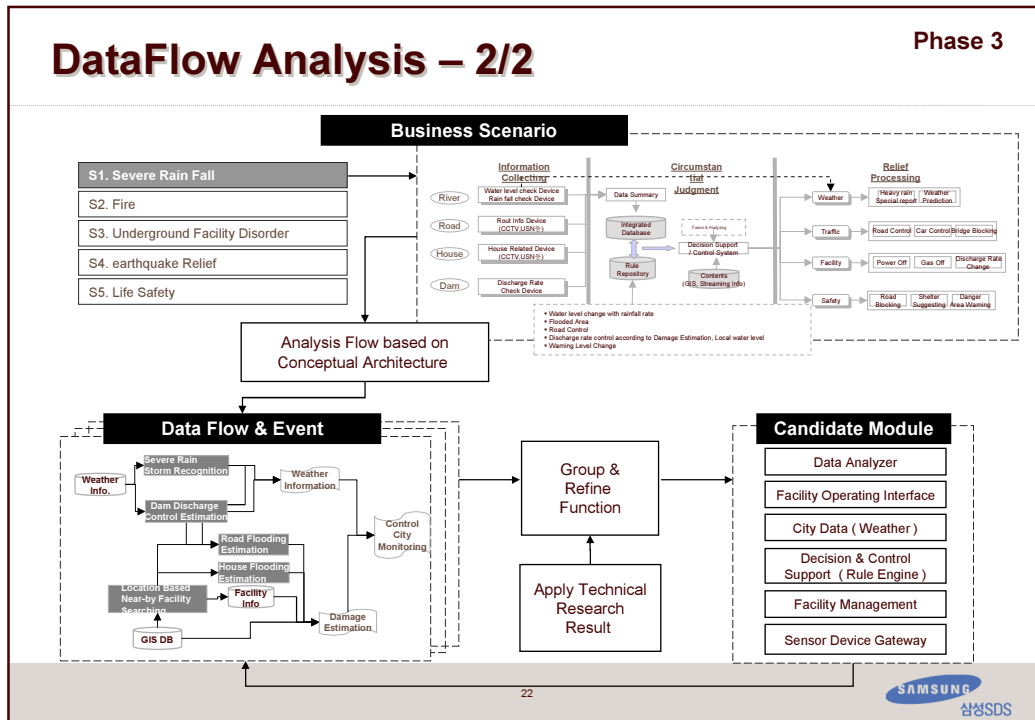 DataFlow Analysis – 2/2
Phase 3
Business Scenario
S1. Severe Rain Fall
S2. Fire
S3. Underground Facility Disorder
S4. earthquake Relief
S5. Life Safety
Information
Collecting
Circumstan
tial
Judgment
Relief
Processing
River
Water level check Device
Rain fall check Device
Road
Rout Info Device
(CCTV,USN등)
House
House Related Device
(CCTV,USN등)
Dam
Discharge Rate
Check Device
Data Summary
Integrated
Database
Rule
Repository
Decision Support
/ Control System
Contents
(GIS, Streaming Info)
Weather
Heavy rain
Special report
Weather
Prediction
Traffic
Road Control
Car Control
Bridge Blocking
Facility
Power Off
Gas Off
Discharge Rate
Change
Safety
Road
Blocking
Shelter
Suggesting
Danger
Area Warning
▪ Water level change with rainfall rate
▪ Flooded Area
▪ Road Control
▪ Discharge rate control according to Damage Estimation, Local water level
▪ Warning Level Change
Analysis Flow based on
Conceptual Architecture
Data Flow & Event
Weather
Info.
Severe Rain
Storm Recognition
Dam Discharge
Control Estimation
Road Flooding
Estimation
House Flooding
Estimation
Location Based
Near-by Facility
Searching
Facility
Info
GIS DB
Weather
Information
Control
City
Monitoring
Damage
Estimation
Group &
Refine
Function
Apply Technical
Research
Result
Candidate Module
Data Analyzer
Facility Operating Interface
City Data ( Weather )
Decision & Control
Support ( Rule Engine )
Facility Management
Sensor Device Gateway
22
SAMSUNG
삼성SDS